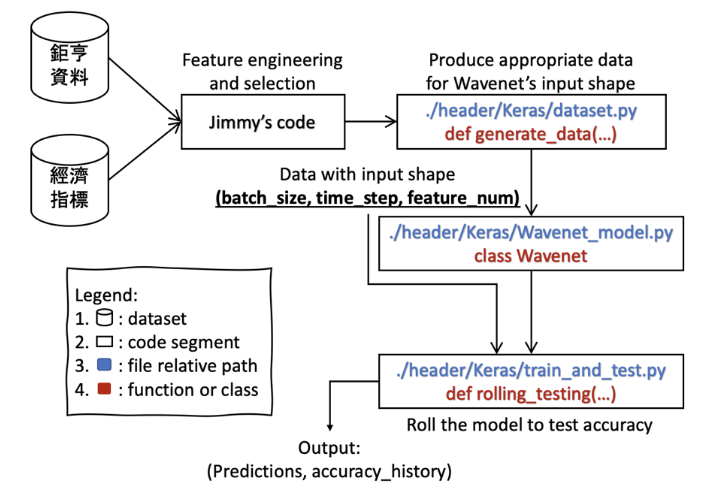 鉅亨
資料
Feature engineering
and selection
Jimmy's code
Produce appropriate data
for Wavenet's input shape
./header/Keras/dataset.py
def generate_data(...)
經濟
指標
Data with input shape
(batch_size, time_step, feature_num)
./header/Keras/Wavenet_model.py
class Wavenet
Legend:
1. : dataset
2. : code segment
3. : file relative path
4. : function or class
./header/Keras/train_and_test.py
def rolling_testing(...)
Roll the model to test accuracy
Output:
(Predictions, accuracy_history)